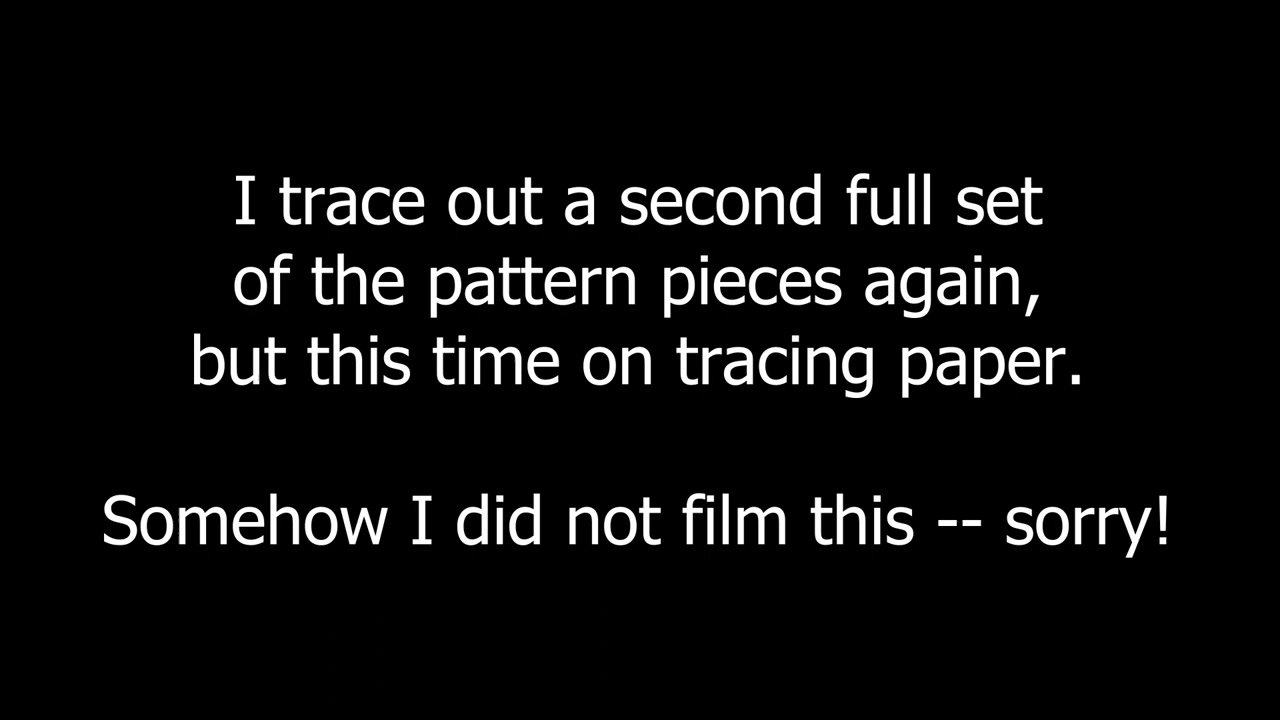 I trace out a second full set
of the pattern pieces again,
but this time on tracing paper.
Somehow I did not film this -- sorry!